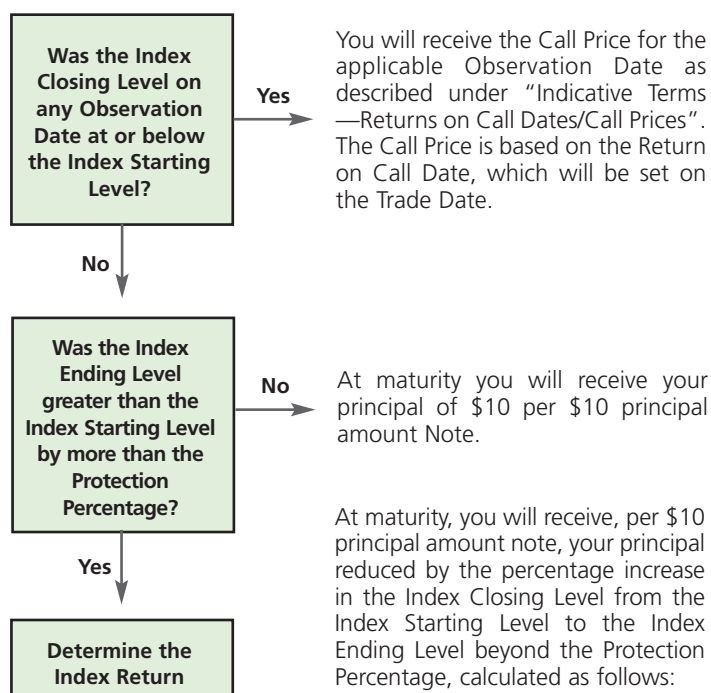 Was the Index
Closing Level on
any Observation
Date at or below
the Index Starting
Level?
Yes
You will receive the Call Price for the
applicable Observation Date as
described under “Indicative Terms
—Returns on Call Dates/Call Prices”.
The Call Price is based on the Return
on Call Date, which will be set on
the Trade Date.
No
Was the Index
Ending Level
greater than the
Index Starting Level
by more than the
Protection
Percentage?
No
At maturity you will receive your
principal of $10 per $10 principal
amount Note.
Yes
At maturity, you will receive, per $10
principal amount note, your principal
reduced by the percentage increase
in the Index Closing Level from the
Index Starting Level to the Index
Ending Level beyond the Protection
Percentage, calculated as follows:
Determine the
Index Return